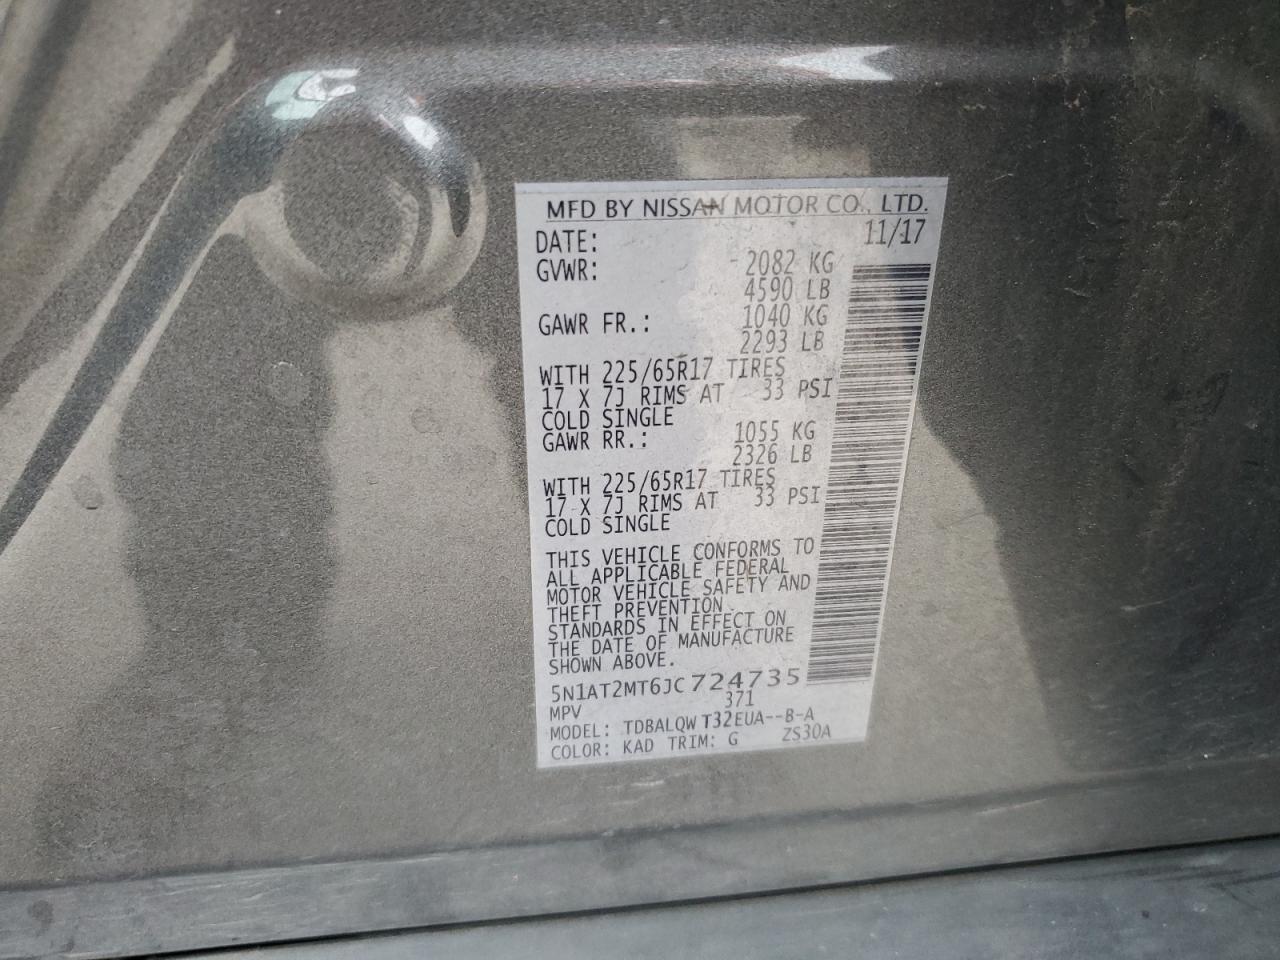 MFD BY NISSAN MOTOR CO., LTD.
DATE: 11/17
GVWR: 2082 KG
4590 LB
GAWR FR.: 1040 KG
2293 LB
WITH 225/65R17 TIRES
17 X 7J RIMS AT 33 PSI
COLD SINGLE
GAWR RR.: 1055 KG
2326 LB
WITH 225/65R17 TIRES
17 X 7J RIMS AT 33 PSI
COLD SINGLE
THIS VEHICLE CONFORMS TO
ALL APPLICABLE FEDERAL
MOTOR VEHICLE SAFETY AND
THEFT PREVENTION
STANDARDS IN EFFECT ON
THE DATE OF MANUFACTURE
SHOWN ABOVE.
5N1AT2MT6JC724735
MPV 371
MODEL: TDBALQW T32EUA--B-A
COLOR: KAD TRIM: G ZS30A